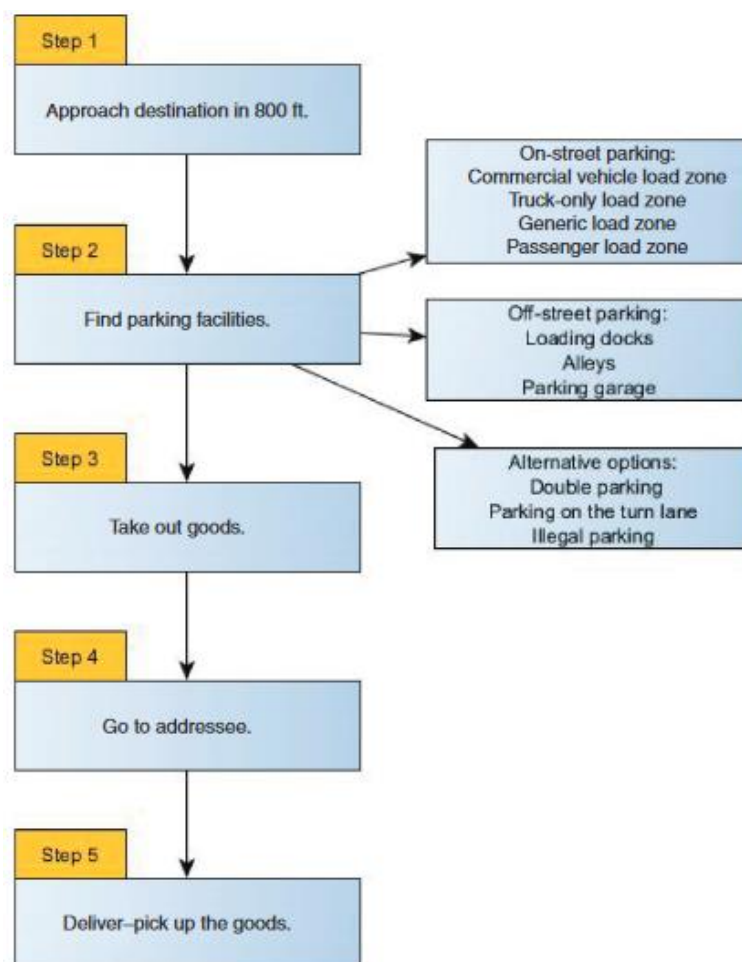 Step 1
Approach destination in 800 ft.
Step 2
Find parking facilities.
On-street parking:
Commercial vehicle load zone
Truck-only load zone
Generic load zone
Passenger load zone
Off-street parking:
Loading docks
Alleys
Parking garage
Alternative options:
Double parking
Parking on the turn lane
Illegal parking
Step 3
Take out goods.
Step 4
Go to addressee.
Step 5
Deliver–pick up the goods.